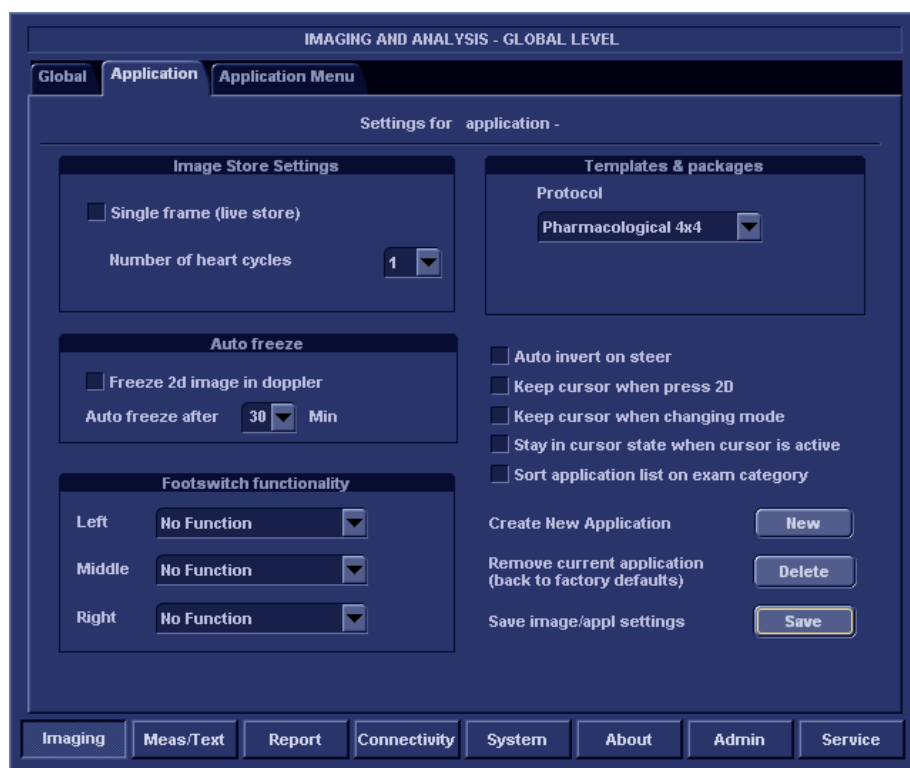 IMAGING AND ANALYSIS - GLOBAL LEVEL
Global Application Application Menu
Settings for application -
Image Store Settings
Single frame (live store)
Number of heart cycles 1
Templates & packages
Protocol
Pharmacological 4x4
Auto freeze
Freeze 2d image in doppler
Auto freeze after 30 Min
Auto invert on steer
Keep cursor when press 2D
Keep cursor when changing mode
Stay in cursor state when cursor is active
Sort application list on exam category
Footswitch functionality
Left No Function
Middle No Function
Right No Function
Create New Application New
Remove current application
(back to factory defaults) Delete
Save image/appl settings Save
Imaging Meas/Text Report Connectivity System About Admin Service